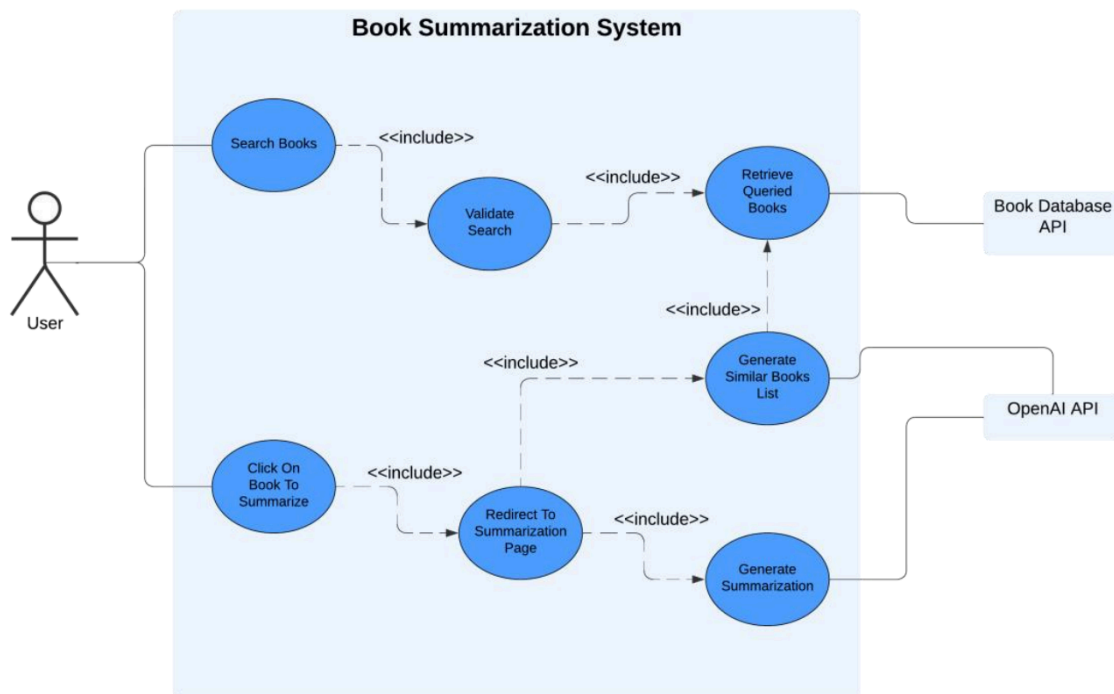 Book Summarization System
Search Books
<<include>>
Validate
Search
<<include>>
Retrieve
Queried
Books
Book Database
API
User
<<include>>
<<include>>
Generate
Similar Books
List
OpenAI API
Click On
Book To
Summarize
<<include>>
Redirect To
Summarization
Page
<<include>>
Generate
Summarization